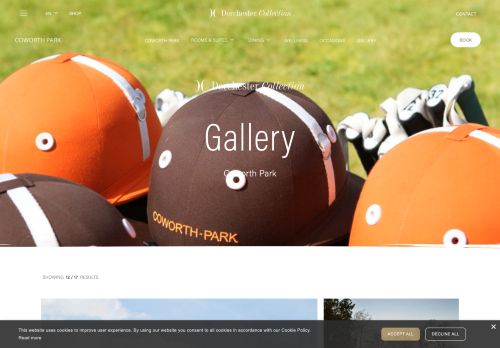 EN
SHOP
Dorchester Collection
CONTACT
COWORTH PARK
COWORTH PARK
ROOMS & SUITES
DINING
WELLNESS
OCCASIONS
GALLERY
BOOK
Dorchester Collection
Gallery
Coworth Park
COWORTH·PARK
SHOWING 12 / 17 RESULTS
This website uses cookies to improve user experience. By using our website you consent to all cookies in accordance with our Cookie Policy.
Read more
ACCEPT ALL
DECLINE ALL